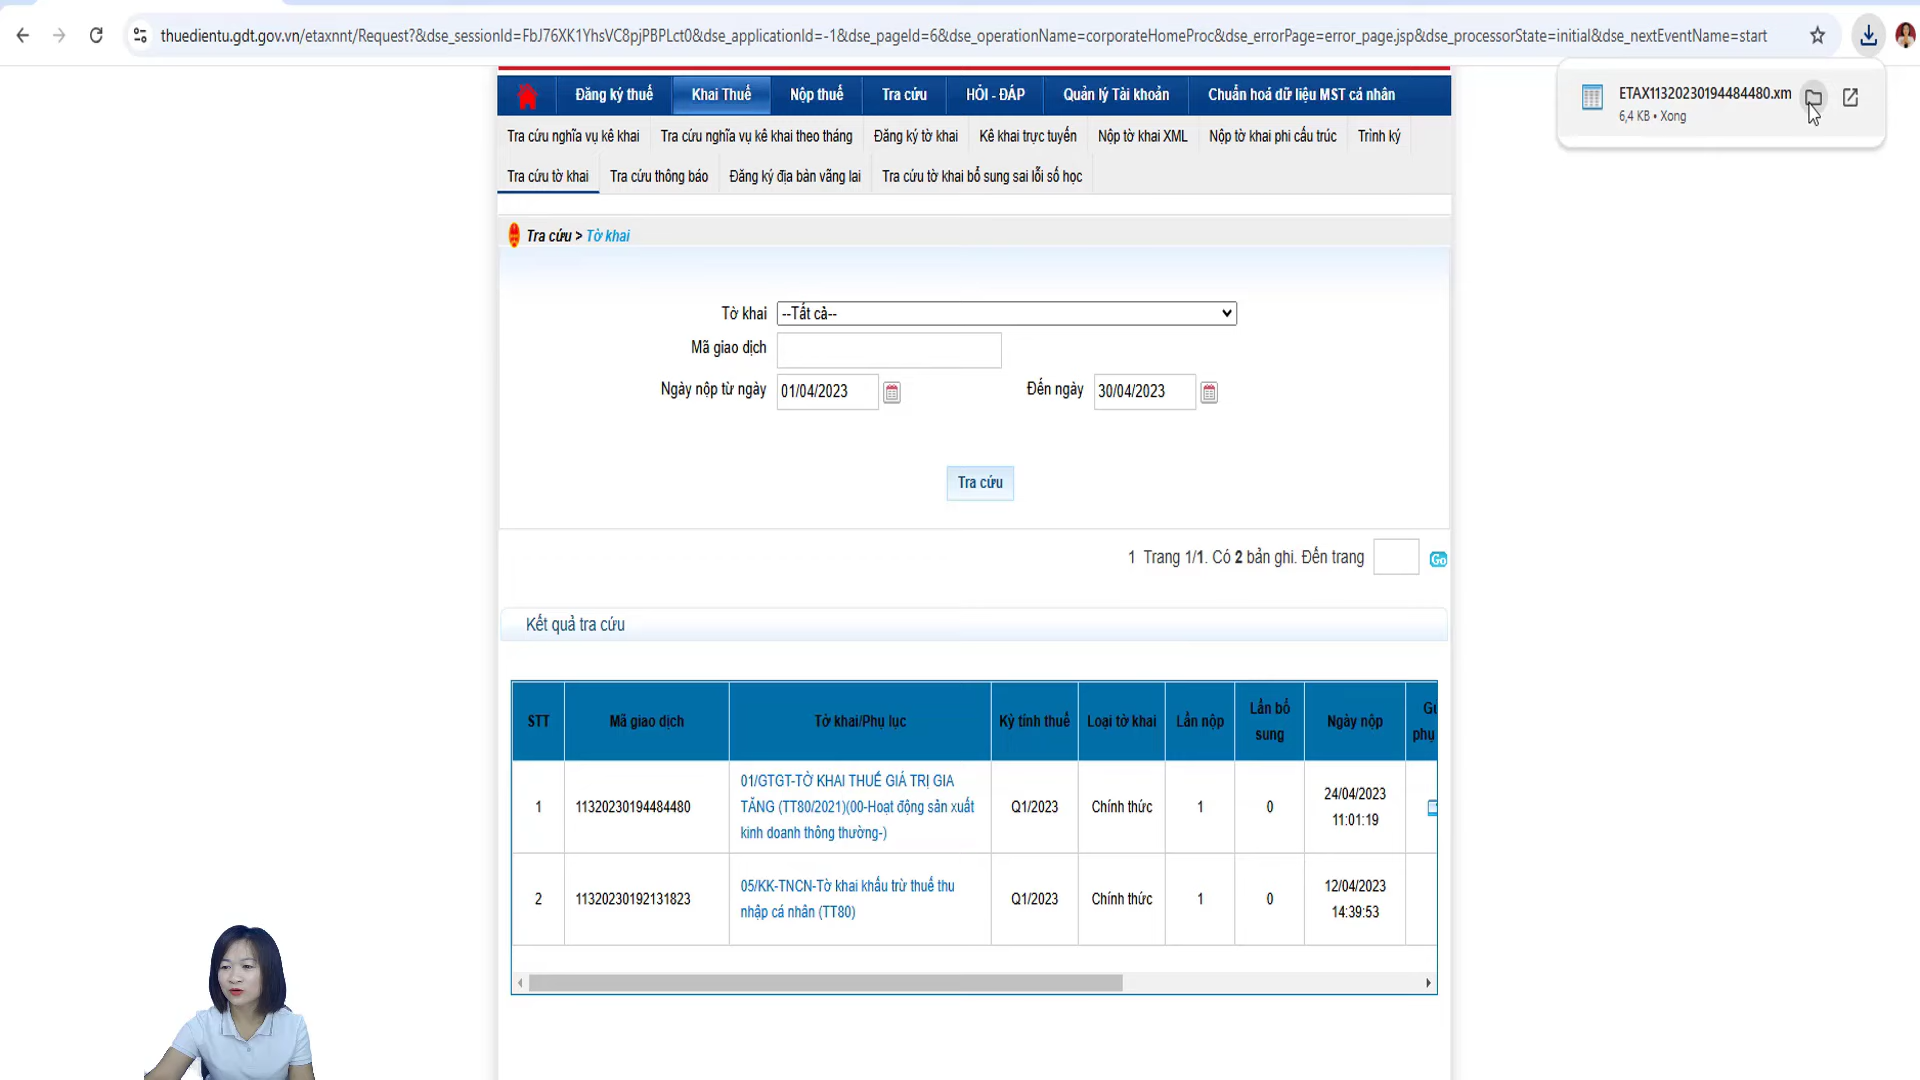 thuedientu.gdt.gov.vn/etaxnnt/Request?&dse_sessionId=FbJ76XK1YhsVC8pjPBPLct0&dse_applicationId=-1&dse_pageId=6&dse_operationName=corporateHomeProc&dse_errorPage=error_page.jsp&dse_processorState=initial&dse_nextEventName=start
ETAX11320230194484480.xm
6,4 KB • Xong
Đăng ký thuế Khai Thuế Nộp thuế Tra cứu HỎI - ĐÁP Quản lý Tài khoản Chuẩn hoá dữ liệu MST cá nhân
Tra cứu nghĩa vụ kê khai Tra cứu nghĩa vụ kê khai theo tháng Đăng ký tờ khai Kê khai trực tuyến Nộp tờ khai XML Nộp tờ khai phi cấu trúc Trình ký
Tra cứu tờ khai Tra cứu thông báo Đăng ký địa bàn vãng lai Tra cứu tờ khai bổ sung sai lỗi số học
Tra cứu > Tờ khai
Tờ khai --Tất cả--
Mã giao dịch
Ngày nộp từ ngày 01/04/2023 Đến ngày 30/04/2023
Tra cứu
1 Trang 1/1. Có 2 bản ghi. Đến trang Go
Kết quả tra cứu
STT Mã giao dịch Tờ khai/Phụ lục Kỳ tính thuế Loại tờ khai Lần nộp Lần bổ sung Ngày nộp
phụ
1 11320230194484480 01/GTGT-TỜ KHAI THUẾ GIÁ TRỊ GIA
TĂNG (TT80/2021)(00-Hoạt động sản xuất
kinh doanh thông thường-) Q1/2023 Chính thức 1 0 24/04/2023
11:01:19
2 11320230192131823 05/KK-TNCN-Tờ khai khấu trừ thuế thu
nhập cá nhân (TT80) Q1/2023 Chính thức 1 0 12/04/2023
14:39:53